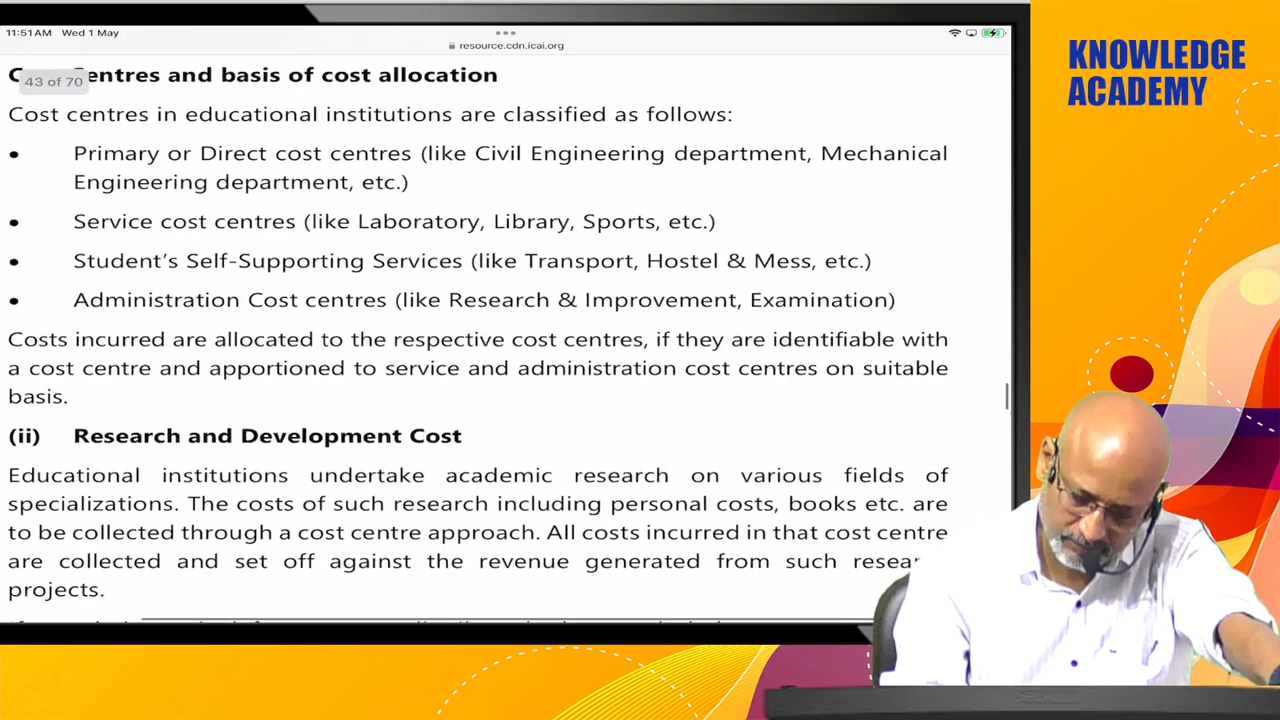 11:51 AM Wed 1 May
resource.cdn.icai.org
KNOWLEDGE
ACADEMY
43 of 70
entres and basis of cost allocation
Cost centres in educational institutions are classified as follows:
• Primary or Direct cost centres (like Civil Engineering department, Mechanical
Engineering department, etc.)
• Service cost centres (like Laboratory, Library, Sports, etc.)
• Student’s Self-Supporting Services (like Transport, Hostel & Mess, etc.)
• Administration Cost centres (like Research & Improvement, Examination)
Costs incurred are allocated to the respective cost centres, if they are identifiable with
a cost centre and apportioned to service and administration cost centres on suitable
basis.
(ii) Research and Development Cost
Educational institutions undertake academic research on various fields of
specializations. The costs of such research including personal costs, books etc. are
to be collected through a cost centre approach. All costs incurred in that cost centre
are collected and set off against the revenue generated from such resear
projects.